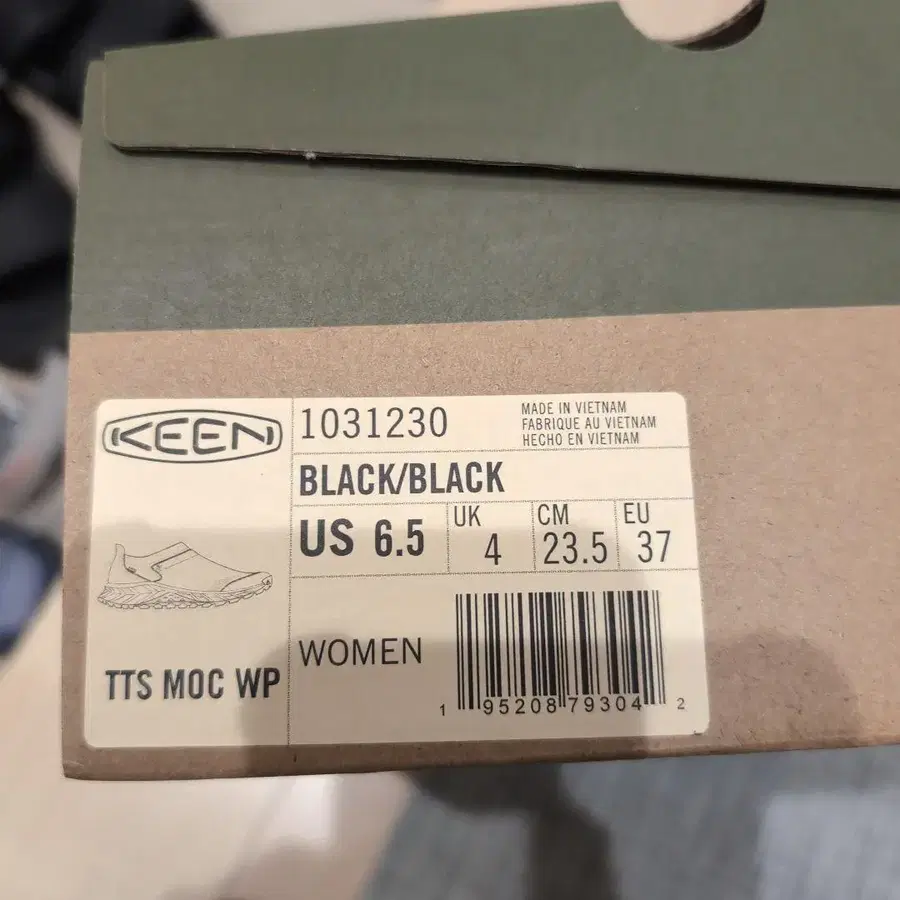 KEEN
1031230
MADE IN VIETNAM
FABRIQUE AU VIETNAM
HECHO EN VIETNAM
BLACK/BLACK
US 6.5
UK
4
CM
23.5
EU
37
WOMEN
TTS MOC WP
1 95208 79304 2